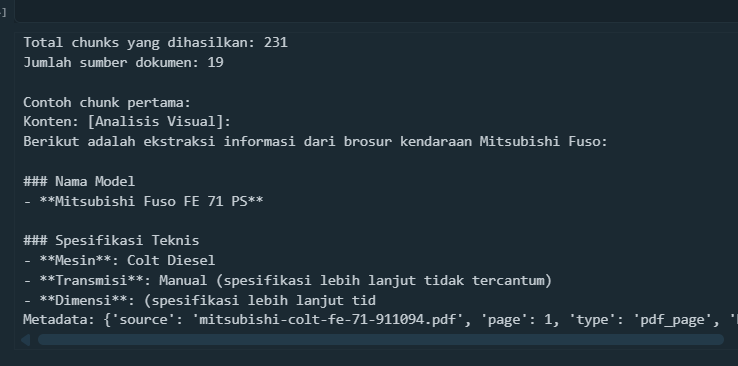 ]
Total chunks yang dihasilkan: 231
Jumlah sumber dokumen: 19
Contoh chunk pertama:
Konten: [Analisis Visual]:
Berikut adalah ekstraksi informasi dari brosur kendaraan Mitsubishi Fuso:
### Nama Model
- **Mitsubishi Fuso FE 71 PS**
### Spesifikasi Teknis
- **Mesin**: Colt Diesel
- **Transmisi**: Manual (spesifikasi lebih lanjut tidak tercantum)
- **Dimensi**: (spesifikasi lebih lanjut tid
Metadata: {'source': 'mitsubishi-colt-fe-71-911094.pdf', 'page': 1, 'type': 'pdf_page', '